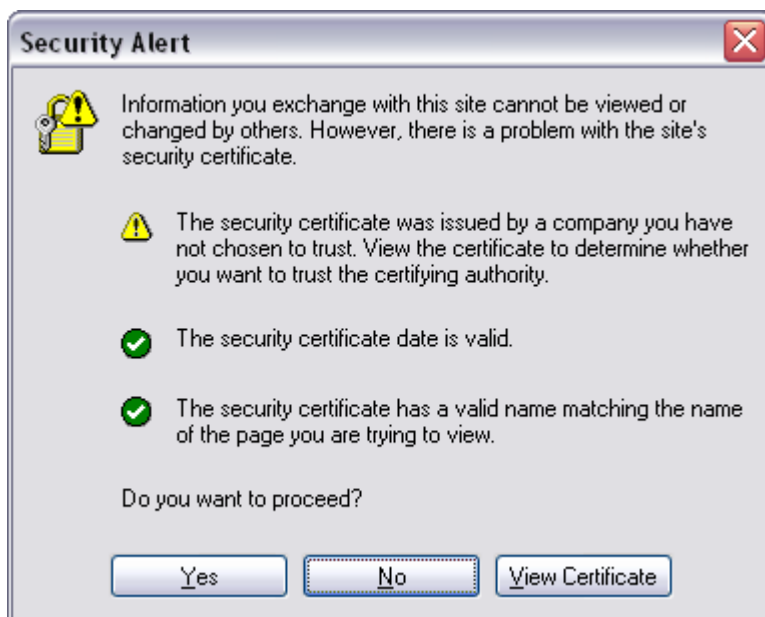 Security Alert
Information you exchange with this site cannot be viewed or
changed by others. However, there is a problem with the site's
security certificate.
The security certificate was issued by a company you have
not chosen to trust. View the certificate to determine whether
you want to trust the certifying authority.
The security certificate date is valid.
The security certificate has a valid name matching the name
of the page you are trying to view.
Do you want to proceed?
Yes No View Certificate